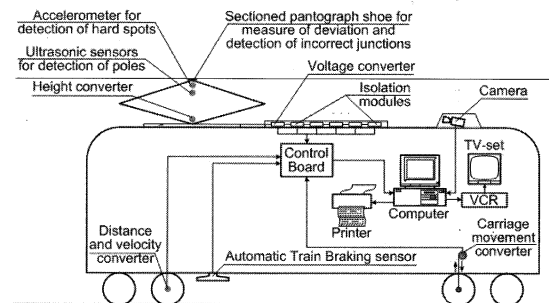 Accelerometer for
detection of hard spots
Sectioned pantograph shoe for
measure of deviation and
detection of incorrect junctions
Ultrasonic sensors
for detection of poles
Voltage converter
Height converter
Isolation
modules
Camera
Control
Board
TV-set
Computer
VCR
Printer
Distance
and velocity
converter
Automatic Train Braking sensor
Carriage
movement
converter